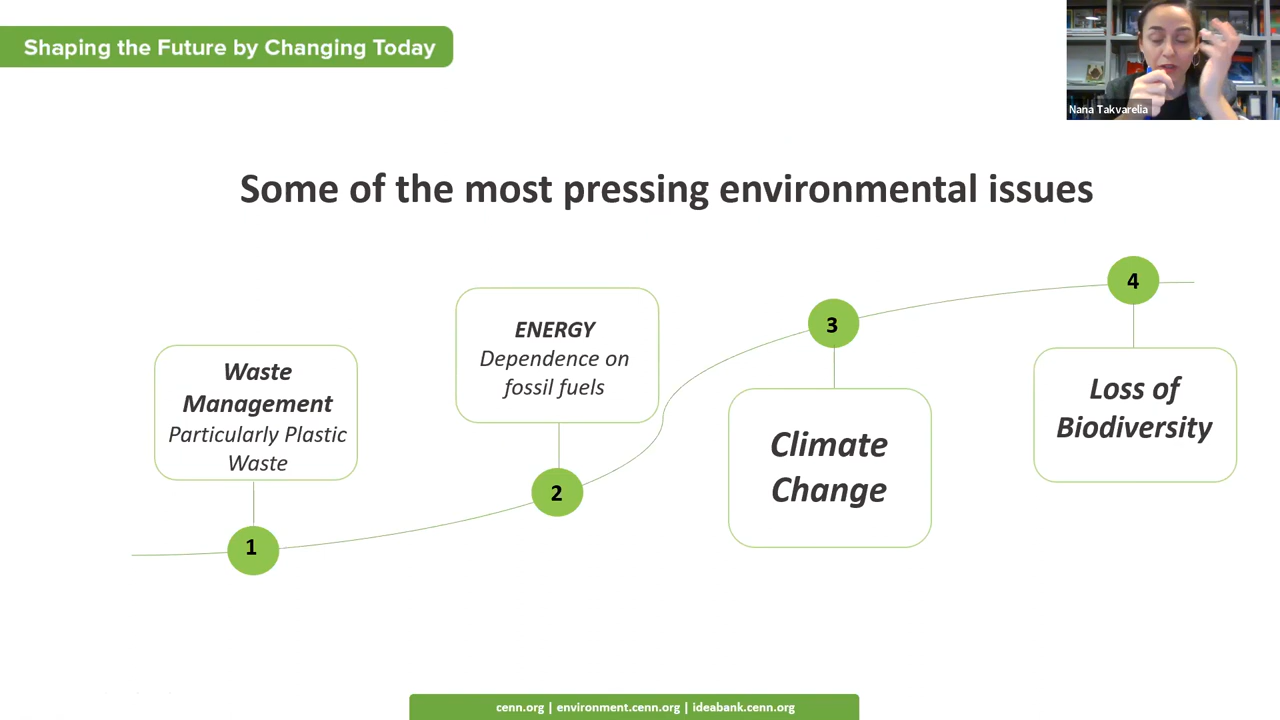 Shaping the Future by Changing Today
Nana Takvarelia
Some of the most pressing environmental issues
1
Waste
Management
Particularly Plastic
Waste
2
ENERGY
Dependence on
fossil fuels
3
Climate
Change
4
Loss of
Biodiversity
cenn.org | environment.cenn.org | ideabank.cenn.org